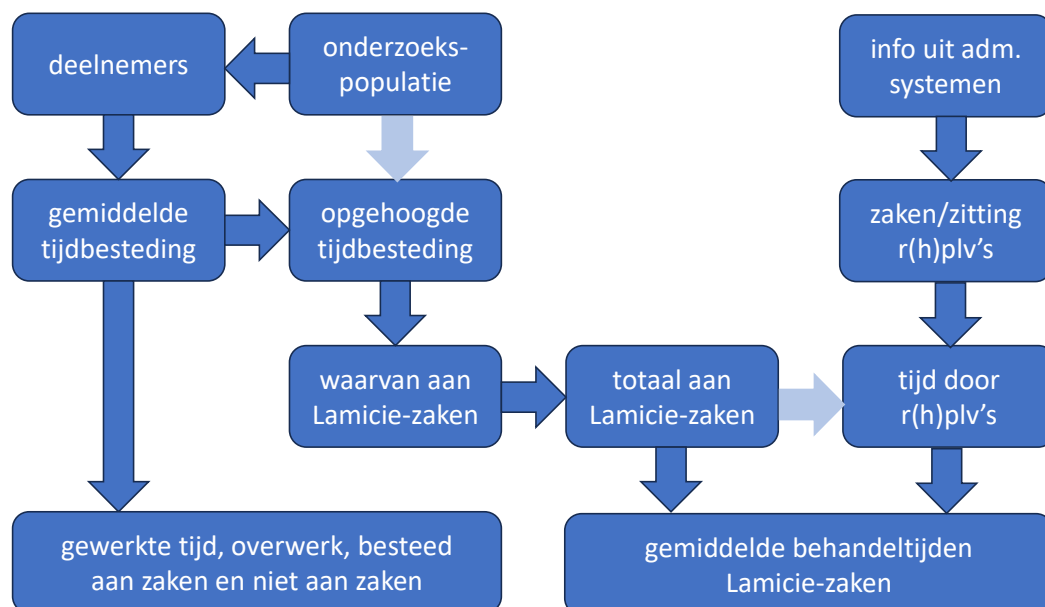 deelnemers
onderzoeks-
populatie
info uit adm.
systemen
gemiddelde
tijdbesteding
opgehoogde
tijdbesteding
zaken/zitting
r(h)plv’s
waarvan aan
Lamicie-zaken
totaal aan
Lamicie-zaken
tijd door
r(h)plv’s
gewerkte tijd, overwerk, besteed
aan zaken en niet aan zaken
gemiddelde behandeltijden
Lamicie-zaken